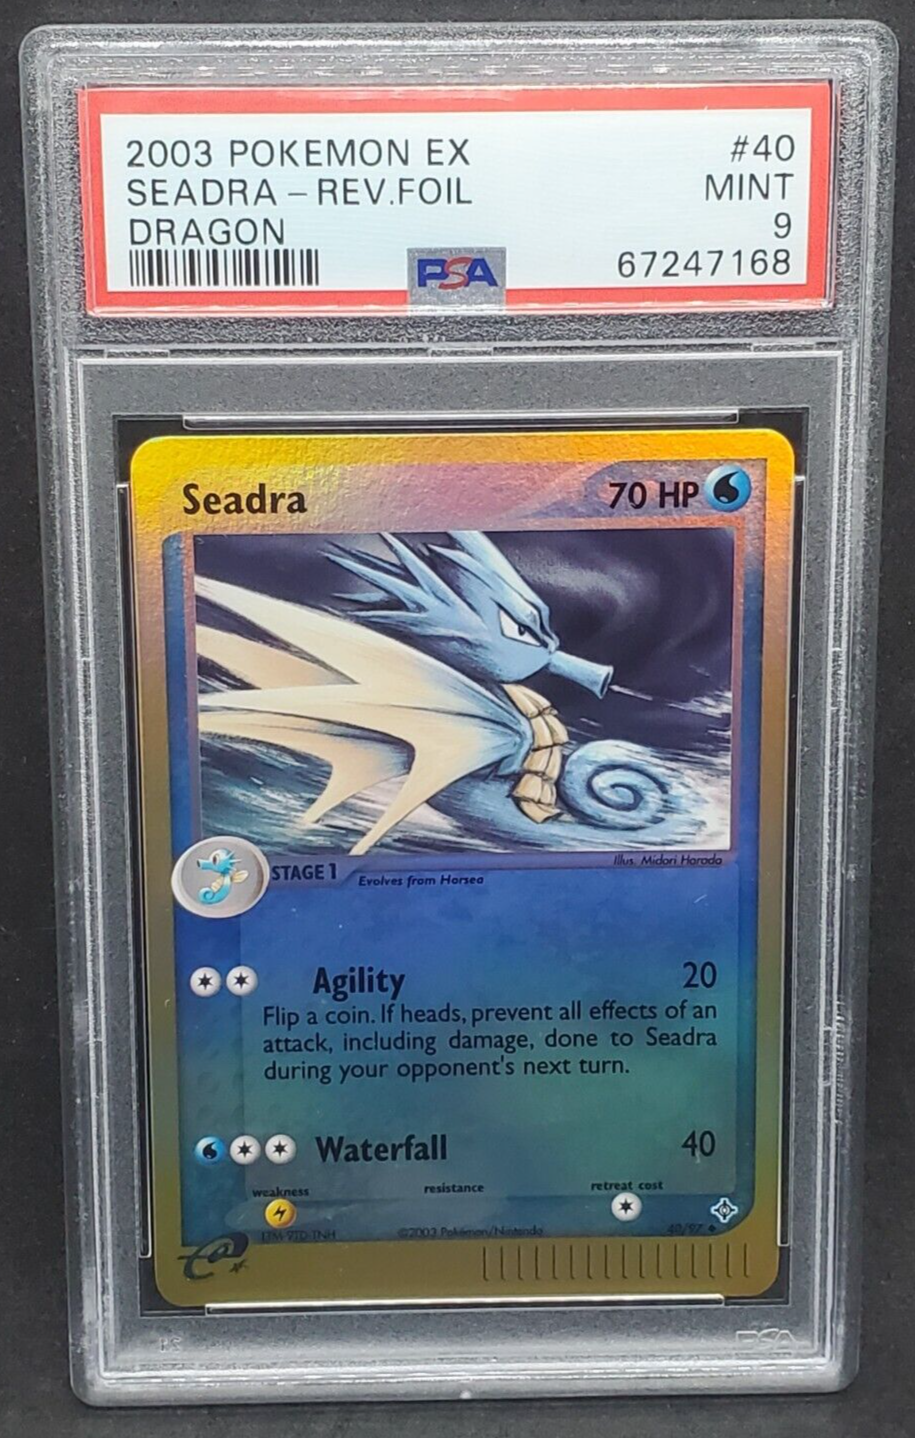 2003 POKEMON EX
#40
SEADRA - REV.FOIL
MINT
DRAGON
9
PSA
67247168
Seadra
70 HP
Illus. Midori Harada
STAGE 1
Evolves from Horsea
Agility
20
Flip a coin. If heads, prevent all effects of an
attack, including damage, done to Seadra
during your opponent's next turn.
Waterfall
40
weakness
resistance
retreat cost
©2003 Pokémon/Nintendo
40/97
e
PSA